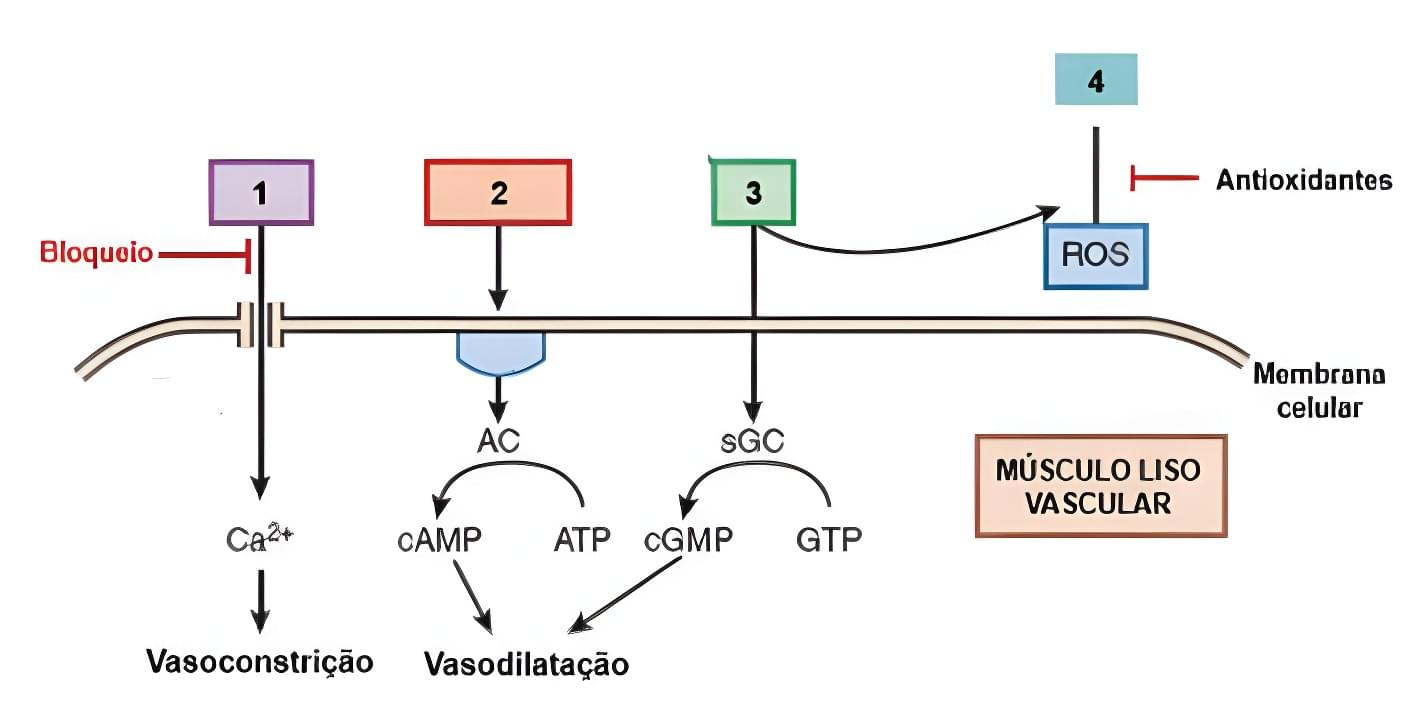 4
1
2
3
Antioxidantes
Bloqueio
ROS
Membrana
celular
AC
sGC
MÚSCULO LISO
VASCULAR
Ca²⁺
cAMP
ATP
cGMP
GTP
Vasoconstrição
Vasodilatação